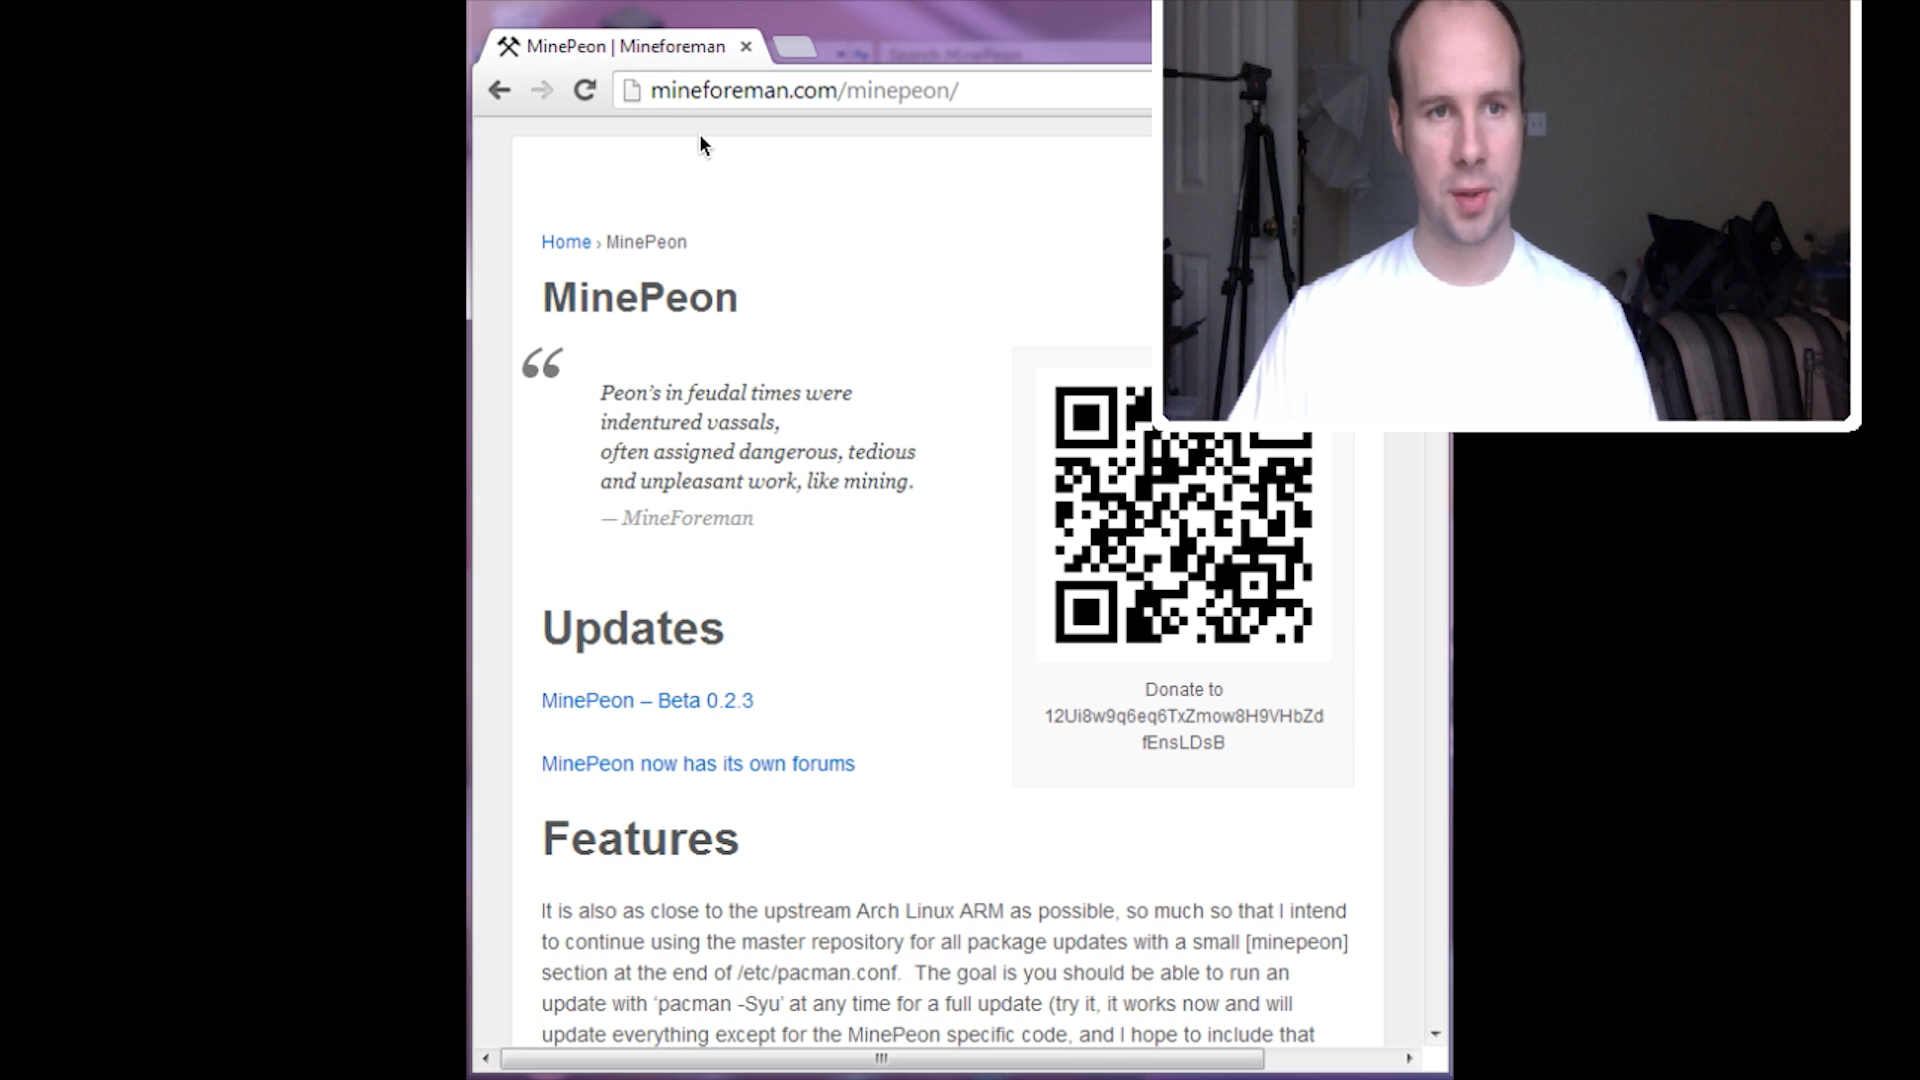 MinePeon | Mineforeman
Search MinePeon
mineforeman.com/minepeon/
Home › MinePeon
MinePeon
“
Peon’s in feudal times were
indentured vassals,
often assigned dangerous, tedious
and unpleasant work, like mining.
— MineForeman
Donate to
12Ui8w9q6eq6TxZmow8H9VHbZd
fEnsLDsB
Updates
MinePeon – Beta 0.2.3
MinePeon now has its own forums
Features
It is also as close to the upstream Arch Linux ARM as possible, so much so that I intend
to continue using the master repository for all package updates with a small [minepeon]
section at the end of /etc/pacman.conf.  The goal is you should be able to run an
update with ‘pacman -Syu’ at any time for a full update (try it, it works now and will
update everything except for the MinePeon specific code, and I hope to include that